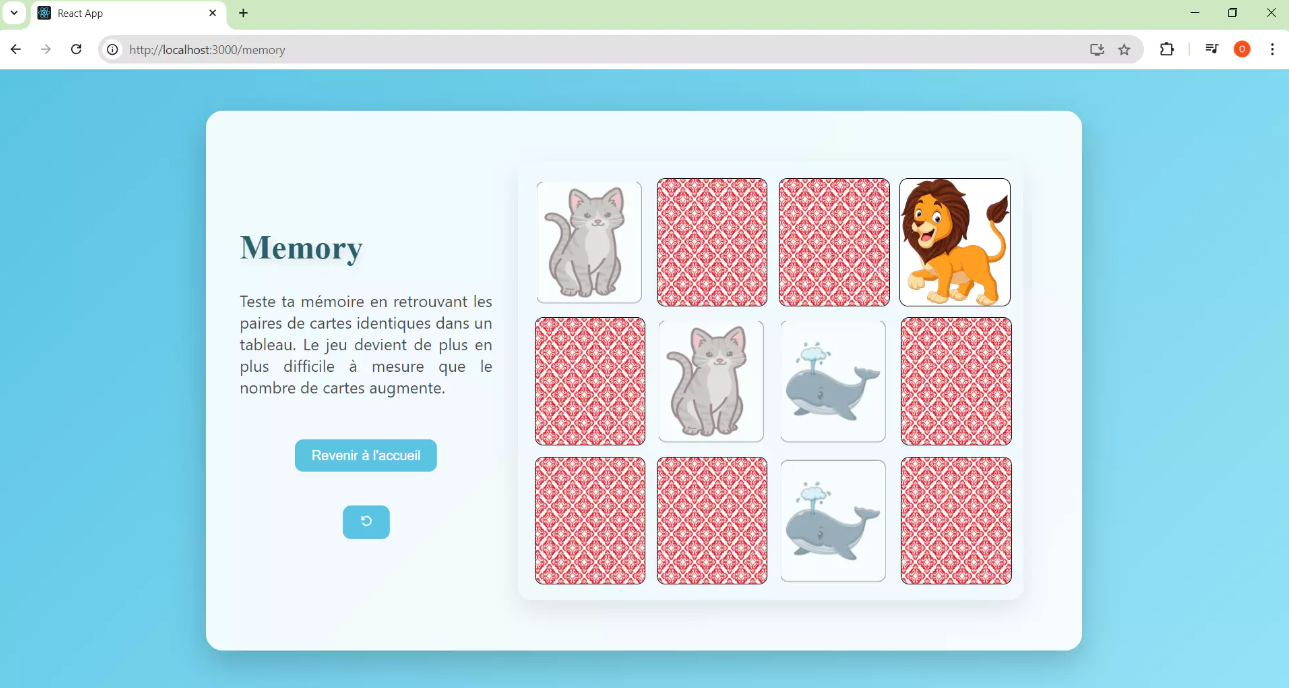 React App
http://localhost:3000/memory
O
Memory
Teste ta mémoire en retrouvant les
paires de cartes identiques dans un
tableau. Le jeu devient de plus en
plus difficile à mesure que le
nombre de cartes augmente.
Revenir à l'accueil